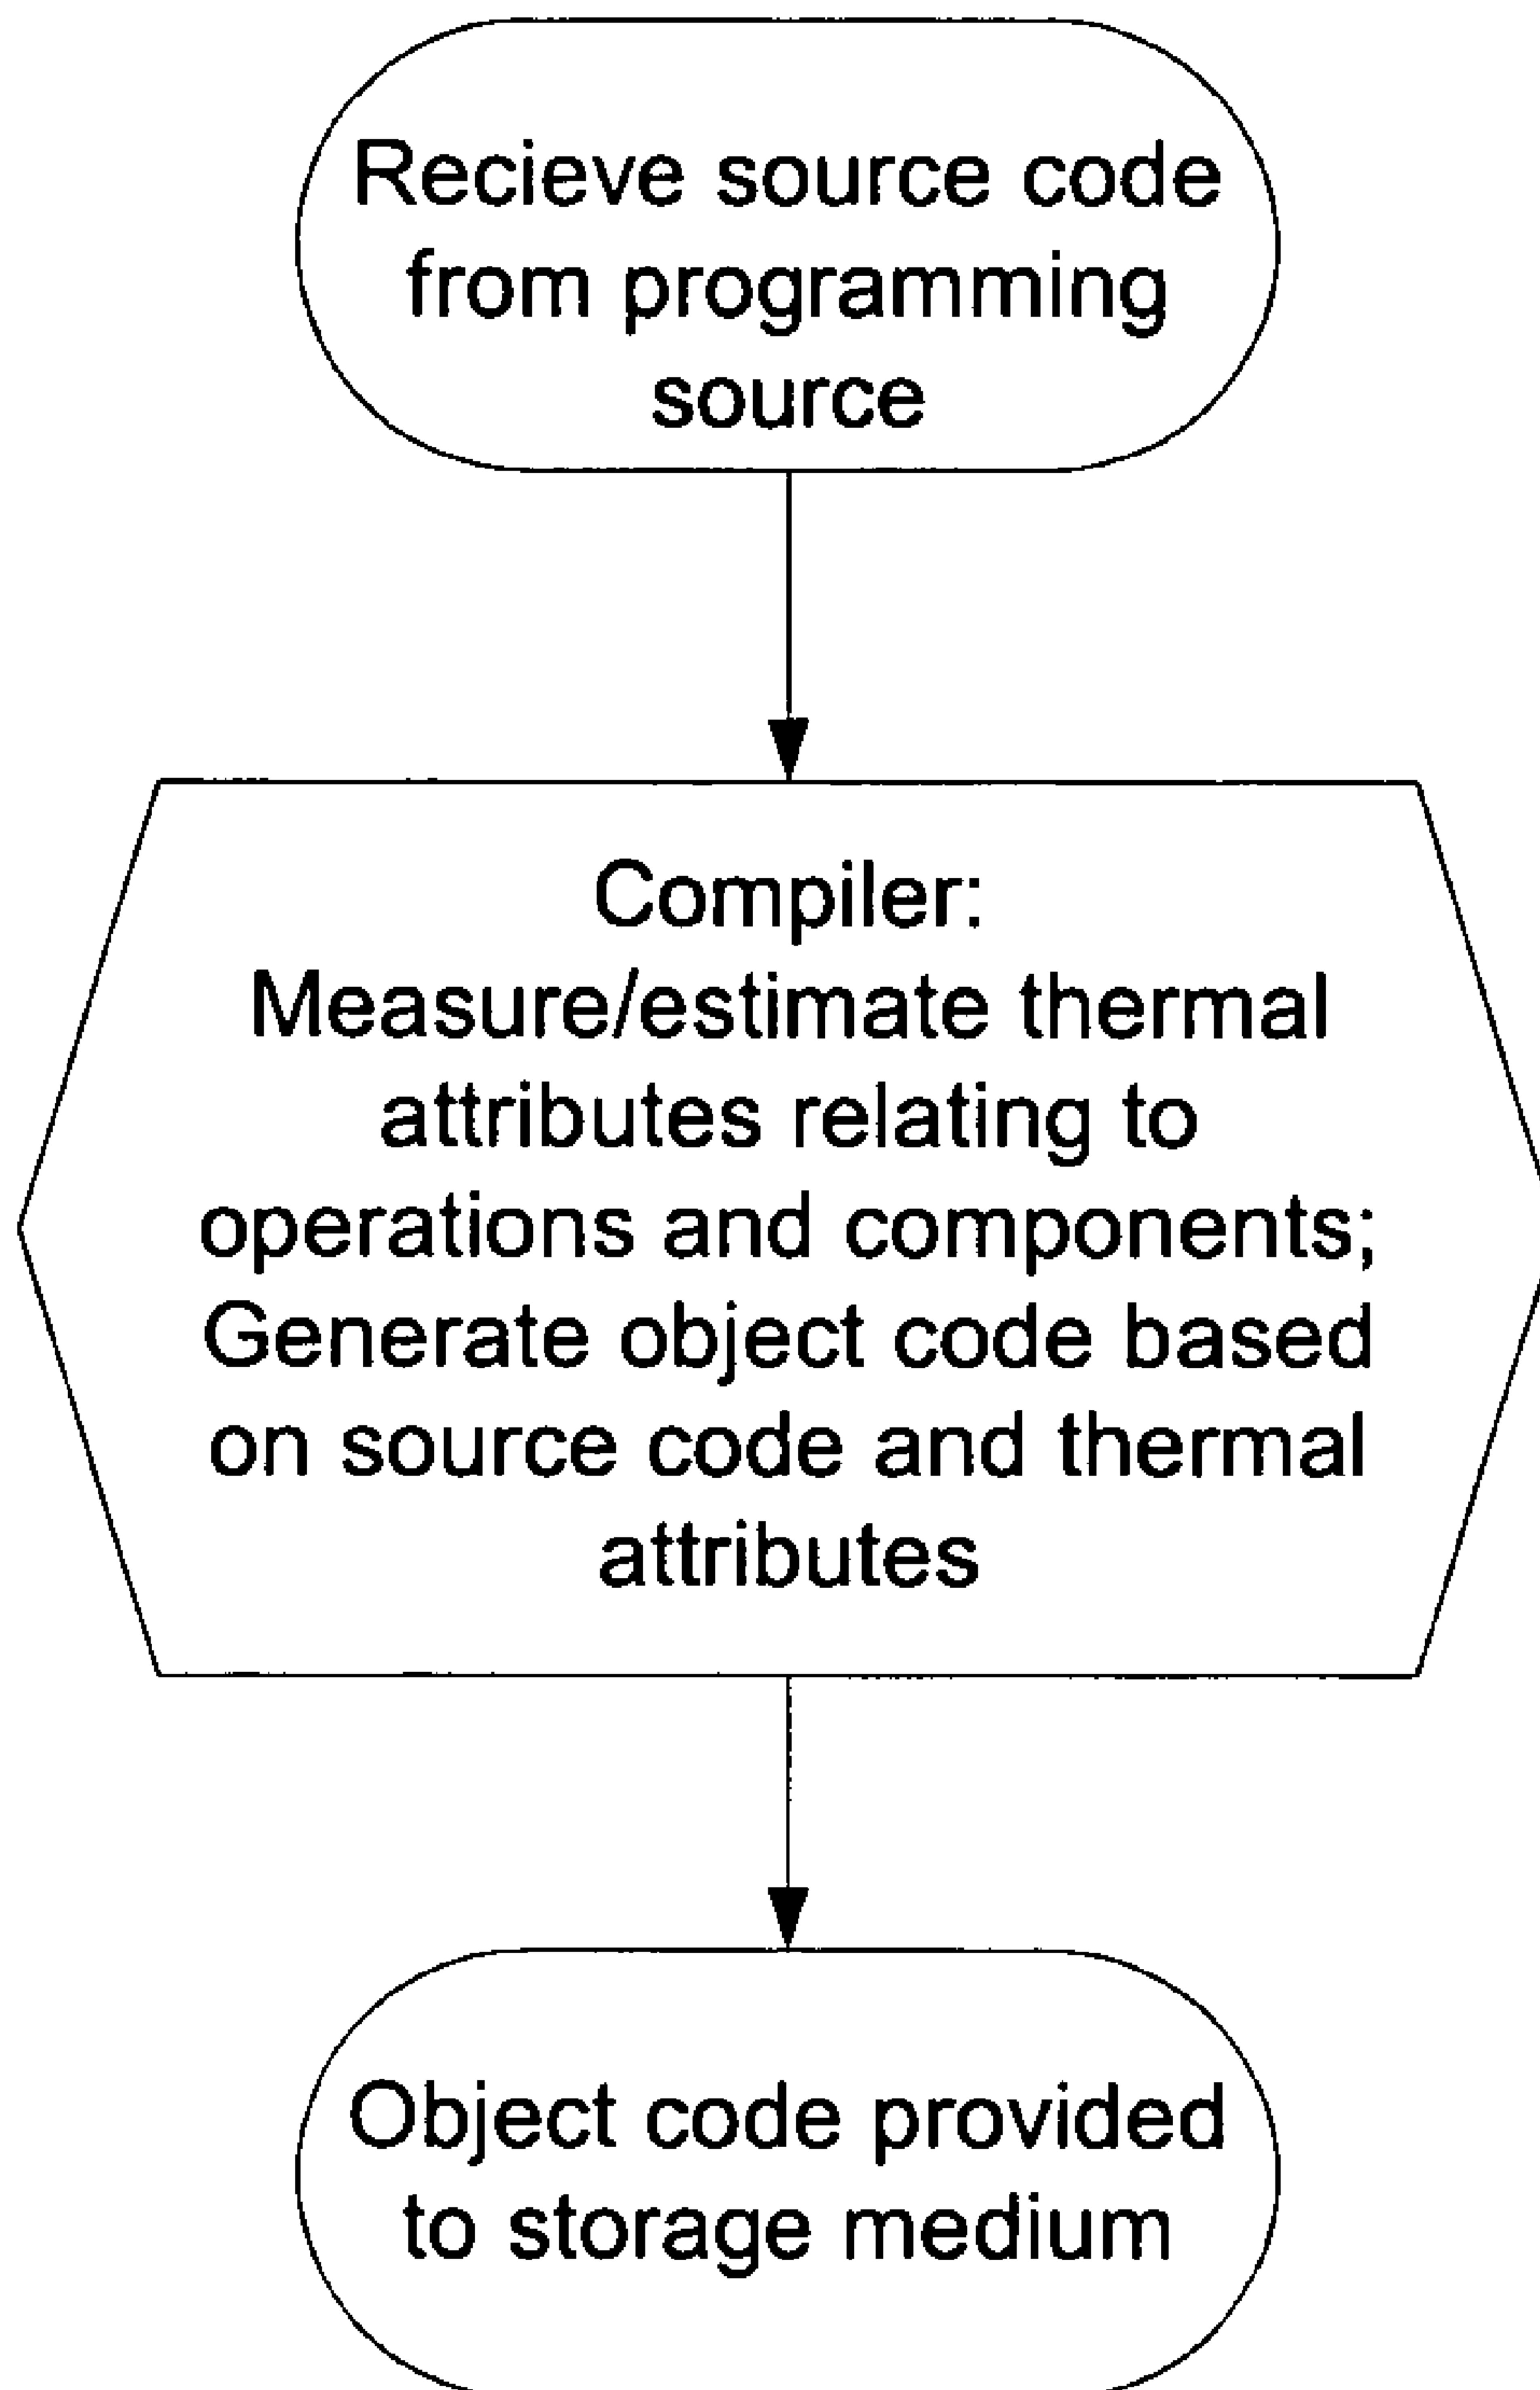 Recieve source code
from programming
source
Compiler:
Measure/estimate thermal
attributes relating to
operations and components;
Generate object code based
on source code and thermal
attributes
Object code provided
to storage medium